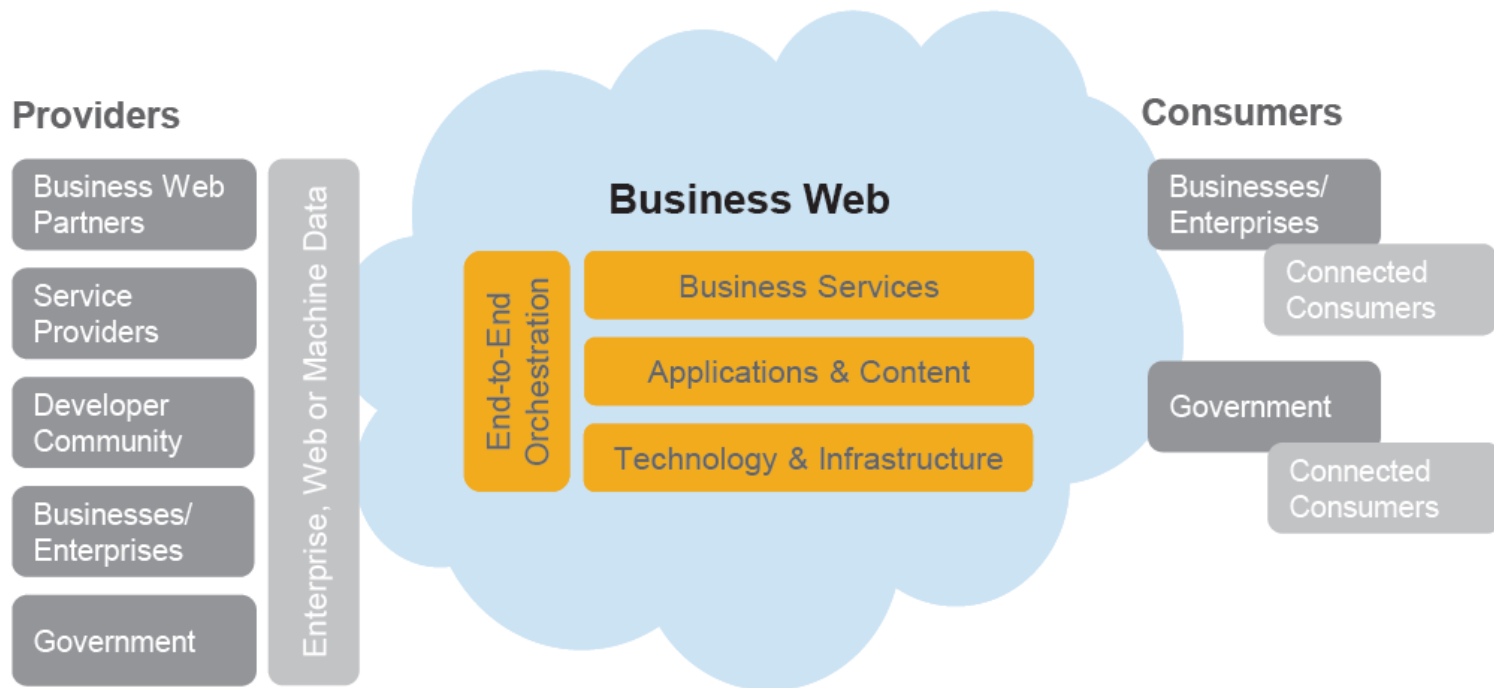 Providers
Business Web
Partners
Service
Providers
Developer
Community
Businesses/
Enterprises
Government
Enterprise, Web or Machine Data
Business Web
End-to-End
Orchestration
Business Services
Applications & Content
Technology & Infrastructure
Consumers
Businesses/
Enterprises
Connected
Consumers
Government
Connected
Consumers